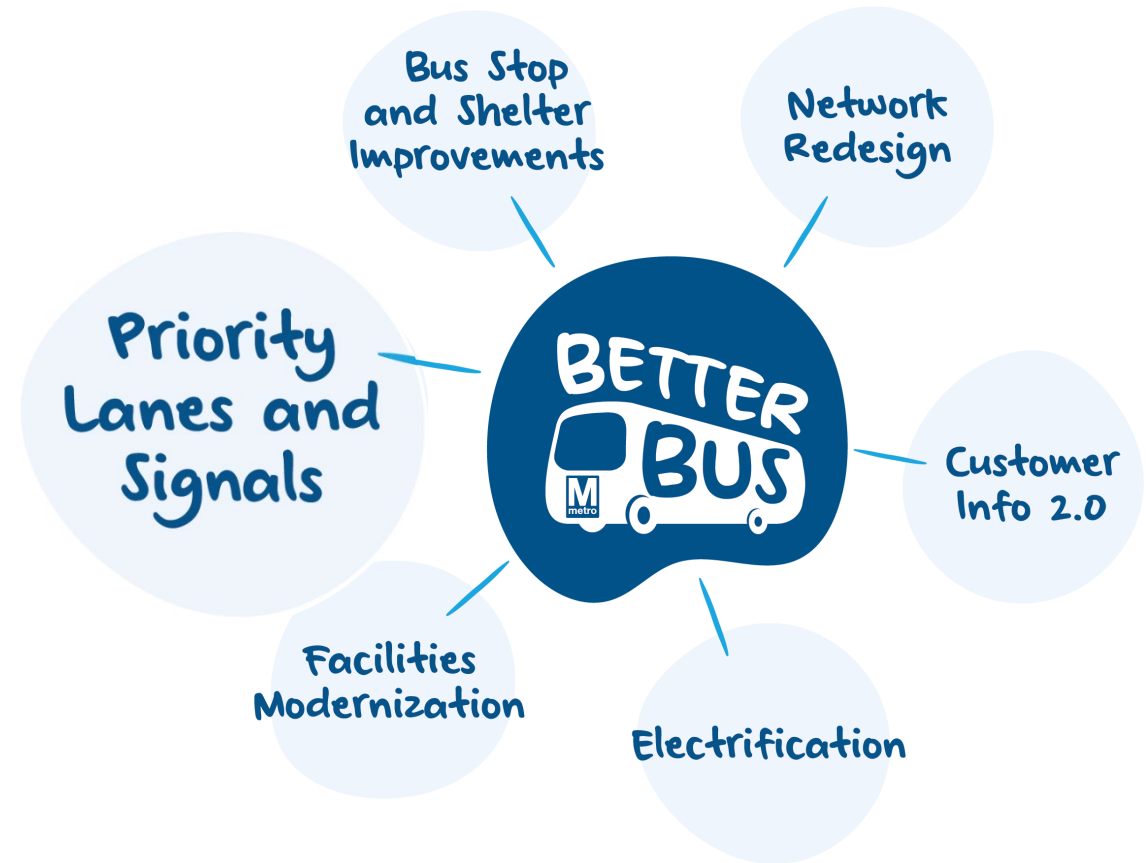 Bus Stop
and Shelter
Improvements
Network
Redesign
Priority
Lanes and
Signals
BETTER
BUS
M
metro
Customer
Info 2.0
Facilities
Modernization
Electrification